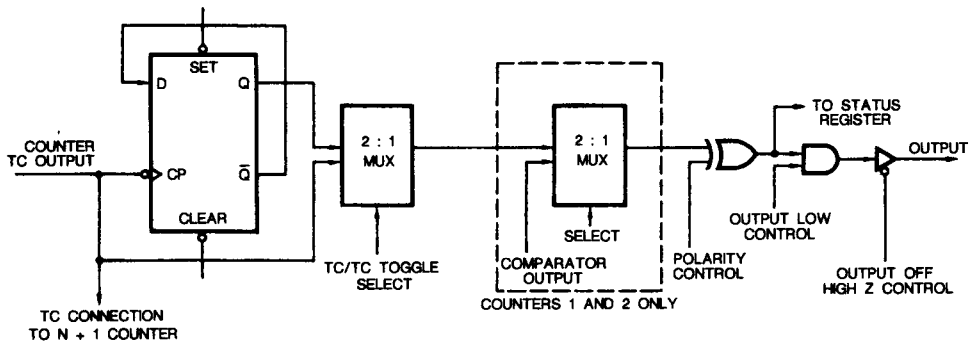 SET
D
Q
COUNTER
TC OUTPUT
CP
Q
CLEAR
TC CONNECTION
TO N + 1 COUNTER
2 : 1
MUX
TC/TC TOGGLE
SELECT
2 : 1
MUX
SELECT
COMPARATOR
OUTPUT
COUNTERS 1 AND 2 ONLY
POLARITY
CONTROL
TO STATUS
REGISTER
OUTPUT LOW
CONTROL
OUTPUT
OUTPUT OFF
HIGH Z CONTROL